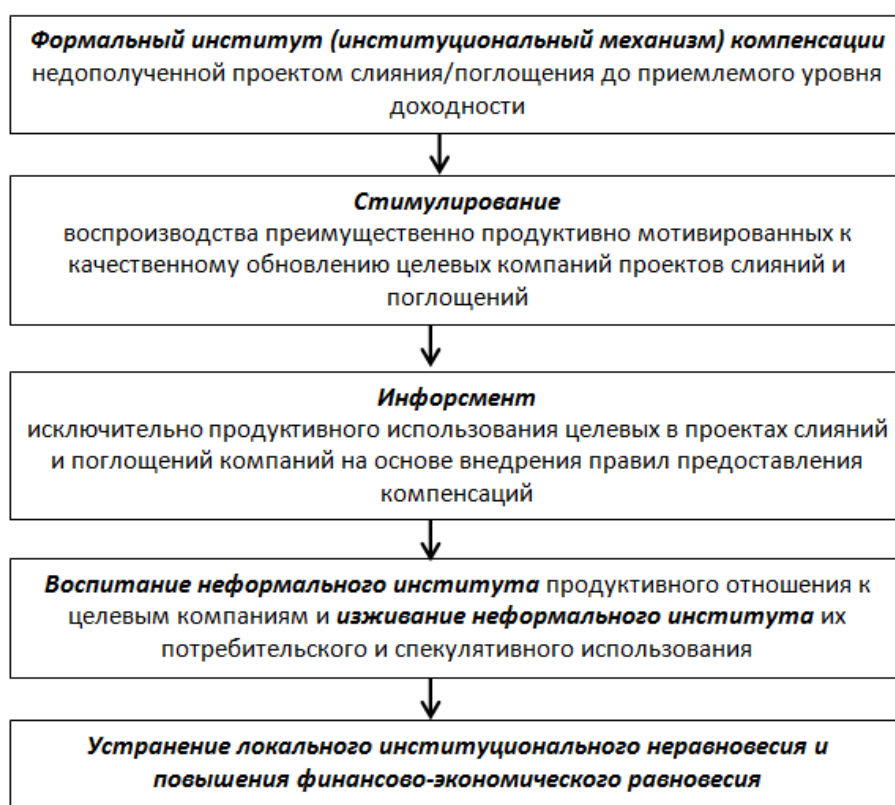 Формальный институт (институциональный механизм) компенсации
недополученной проектом слияния/поглощения до приемлемого уровня
доходности
Стимулирование
воспроизводства преимущественно продуктивно мотивированных к
качественному обновлению целевых компаний проектов слияний и
поглощений
Инфорсмент
исключительно продуктивного использования целевых в проектах слияний
и поглощений компаний на основе внедрения правил предоставления
компенсаций
Воспитание неформального института продуктивного отношения к
целевым компаниям и изживание неформального института их
потребительского и спекулятивного использования
Устранение локального институционального неравновесия и
повышения финансово-экономического равновесия